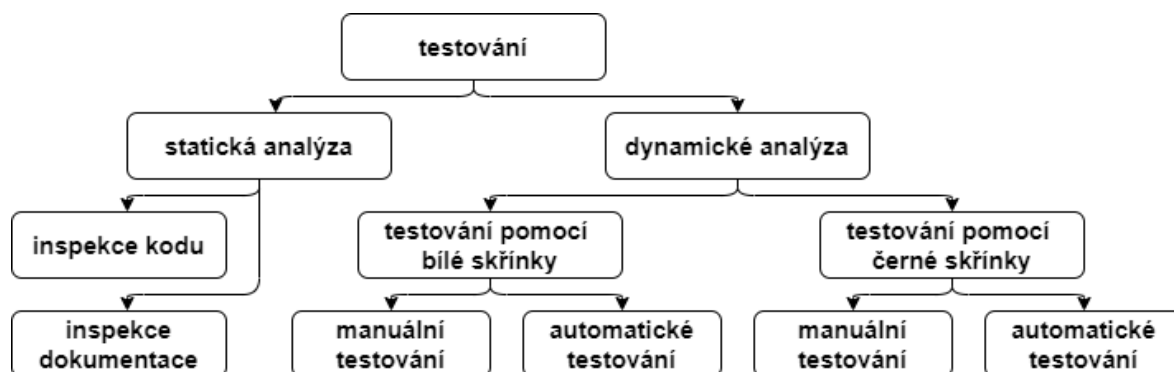 testování
statická analýza
dynamické analýza
inspekce kodu
testování pomocí
bílé skřínky
testování pomocí
černé skřínky
inspekce
dokumentace
manuální
testování
automatické
testování
manuální
testování
automatické
testování